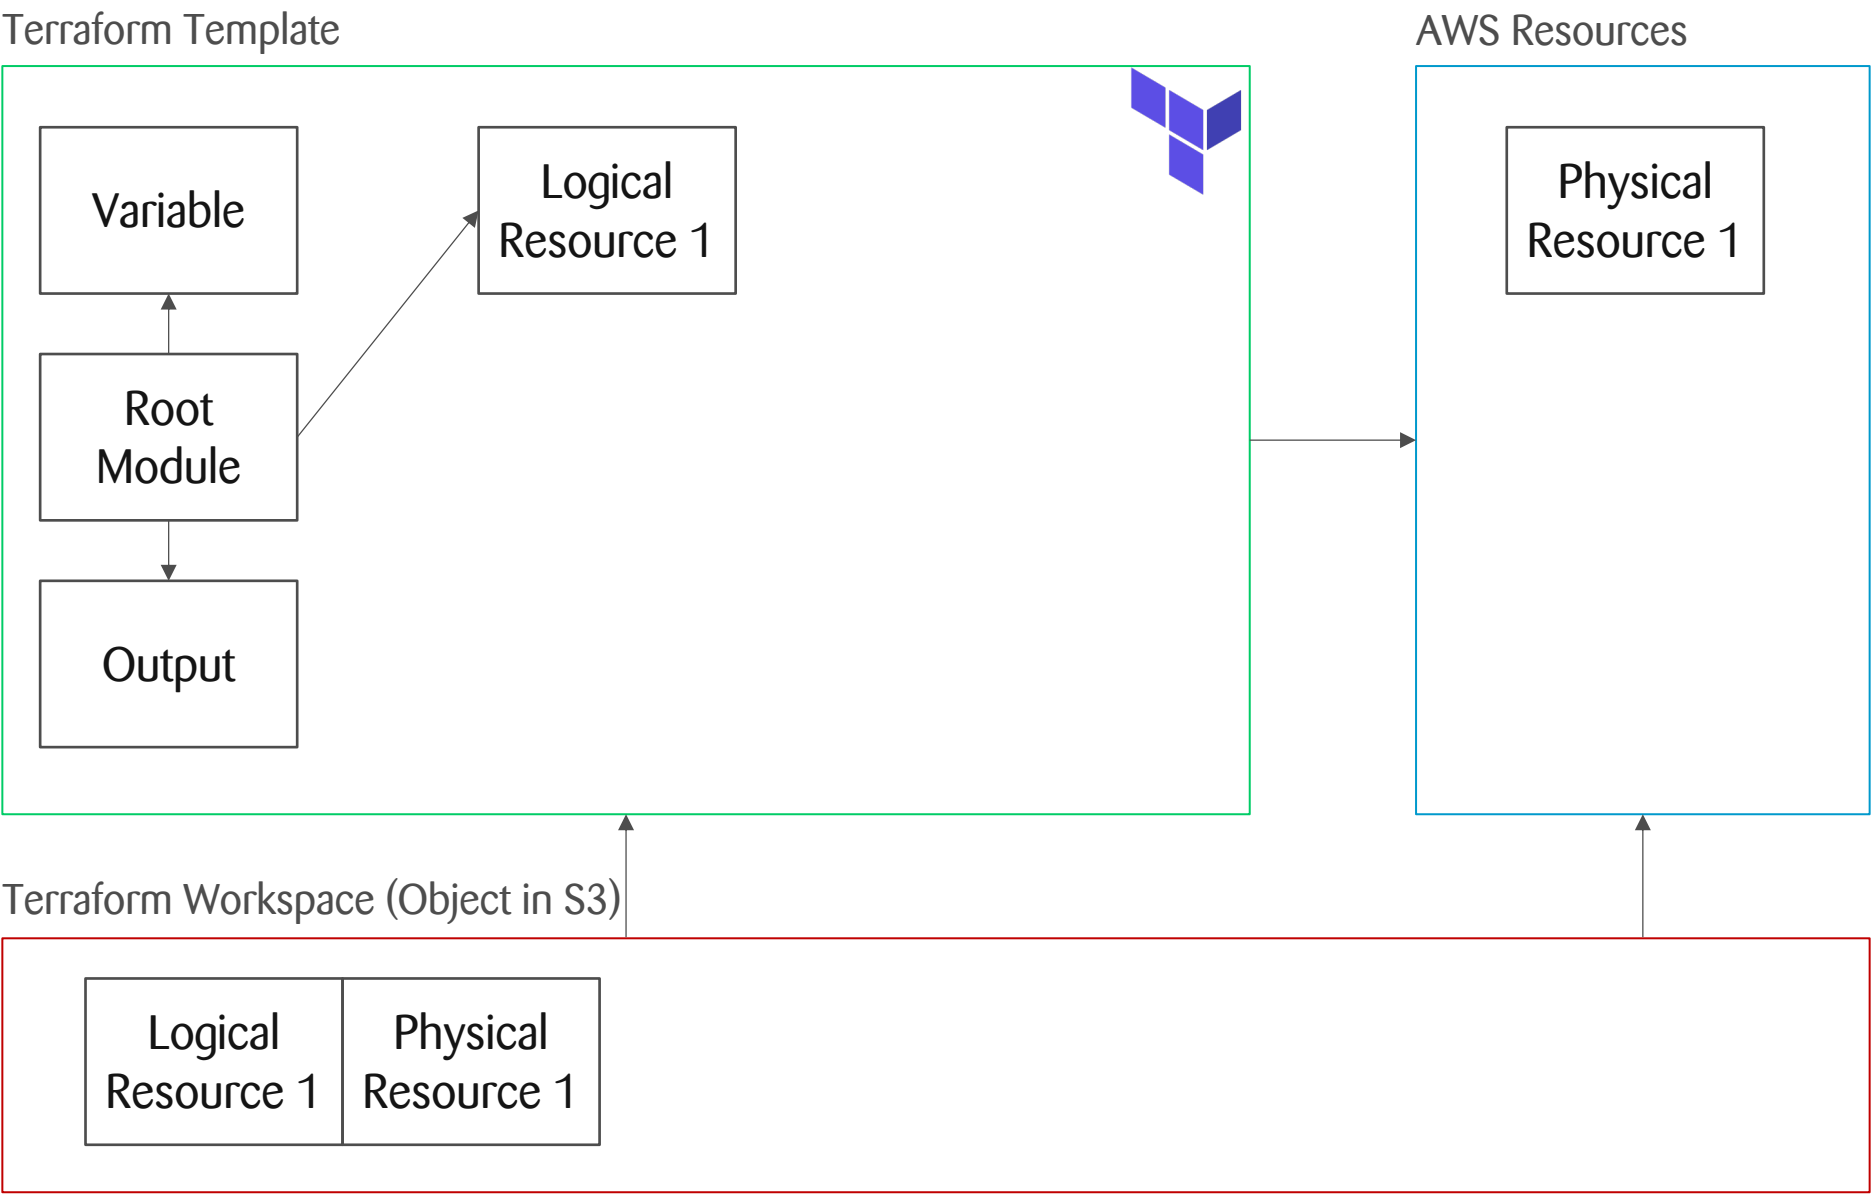 Terraform Template
AWS Resources
Variable
Logical
Resource 1
Physical
Resource 1
Root
Module
Output
Terraform Workspace (Object in S3)
Logical
Resource 1
Physical
Resource 1